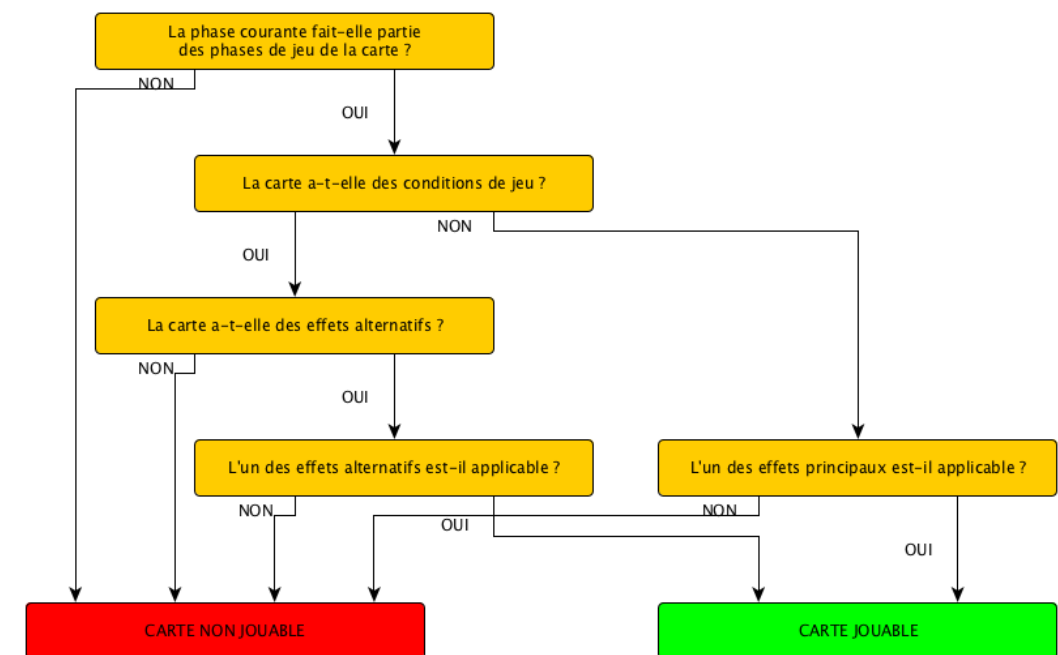 La phase courante fait-elle partie
des phases de jeu de la carte ?
NON
OUI
La carte a-t-elle des conditions de jeu ?
NON
OUI
La carte a-t-elle des effets alternatifs ?
NON
OUI
L'un des effets alternatifs est-il applicable ?
L'un des effets principaux est-il applicable ?
NON
OUI
NON
OUI
CARTE NON JOUABLE
CARTE JOUABLE